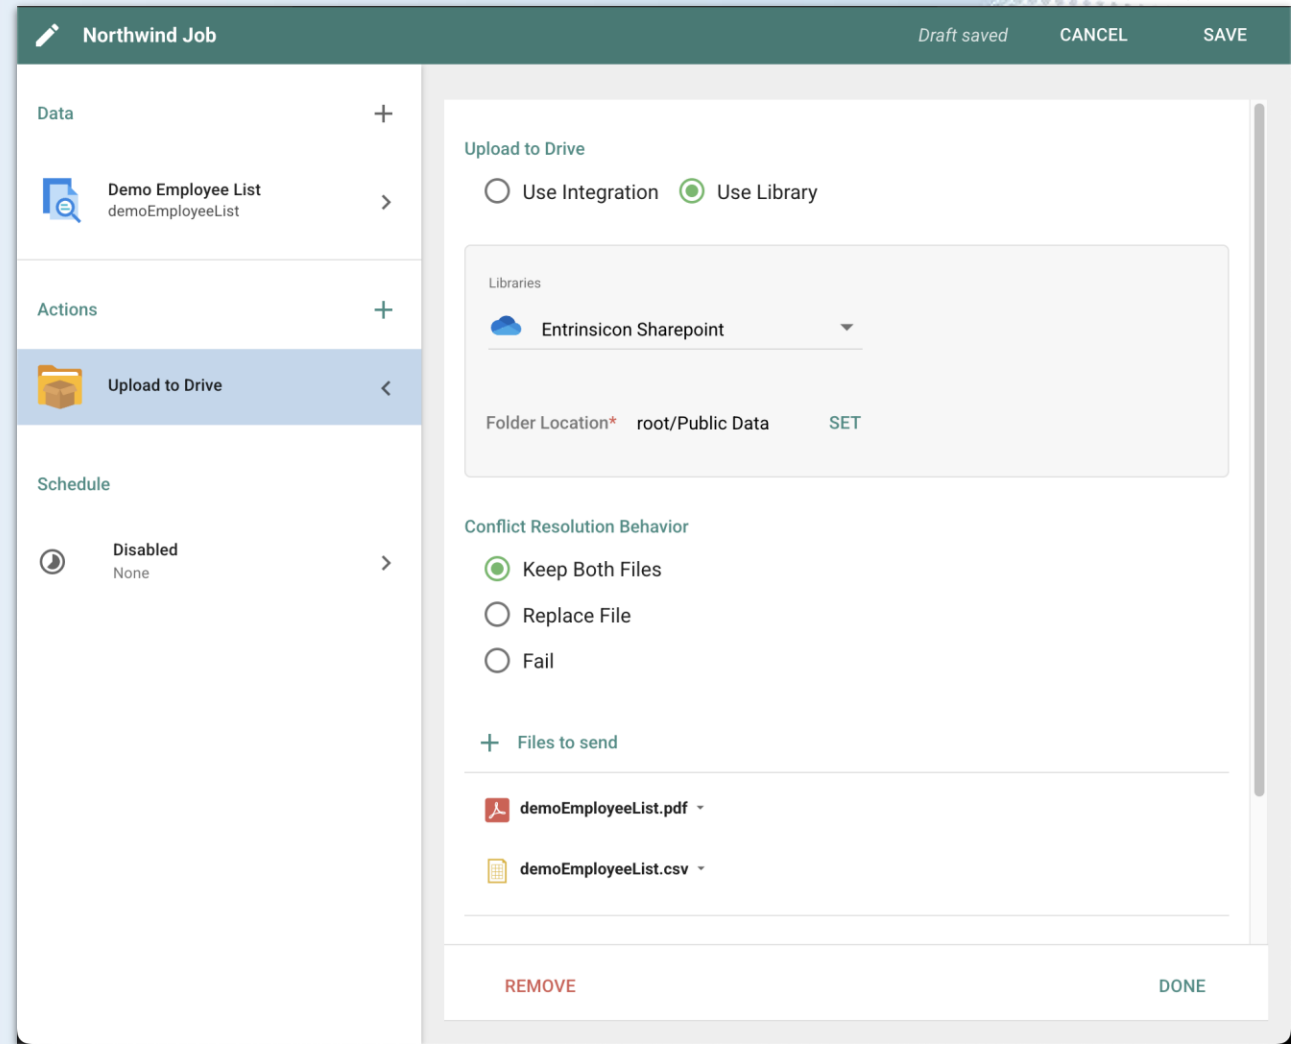 Northwind Job
Draft saved
CANCEL
SAVE
Data
Demo Employee List
demoEmployeeList
Actions
Upload to Drive
Schedule
Disabled
None
Upload to Drive
Use Integration
Use Library
Libraries
Entrinsicon Sharepoint
Folder Location* root/Public Data SET
Conflict Resolution Behavior
Keep Both Files
Replace File
Fail
Files to send
demoEmployeeList.pdf
demoEmployeeList.csv
REMOVE
DONE